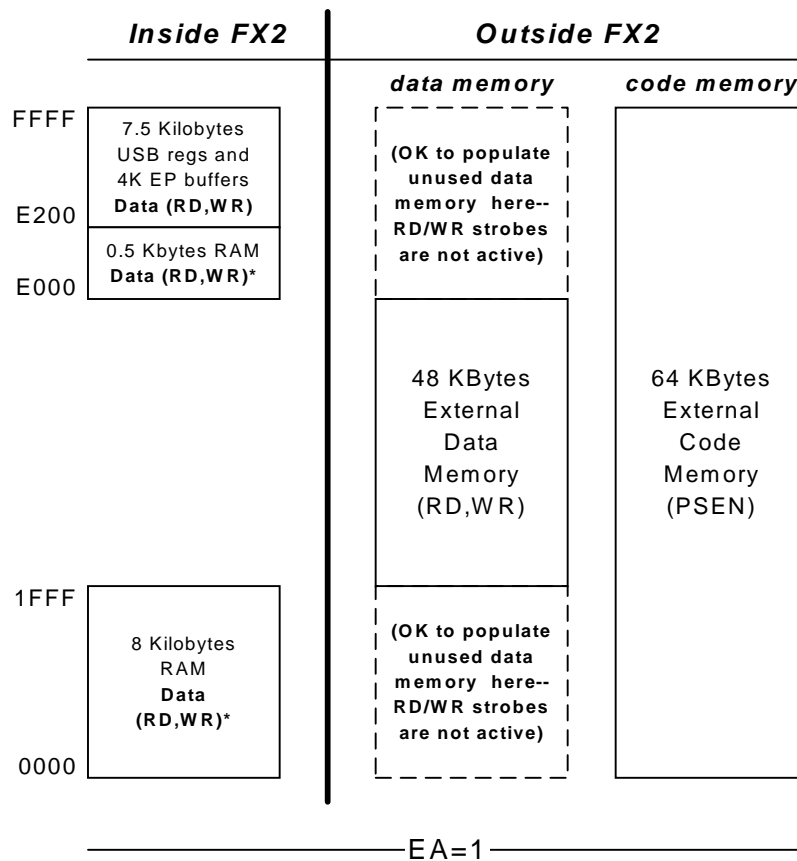 Inside FX2
Outside FX2
data memory
code memory
FFFF
7.5 Kilobytes
USB regs and
4K EP buffers
Data (RD,WR)
E200
0.5 Kbytes RAM
Data (RD,WR)*
E000
(OK to populate
unused data
memory here--
RD/WR strobes
are not active)
48 KBytes
External
Data
Memory
(RD,WR)
64 KBytes
External
Code
Memory
(PSEN)
1FFF
8 Kilobytes
RAM
Data
(RD,WR)*
(OK to populate
unused data
memory here--
RD/WR strobes
are not active)
0000
EA=1